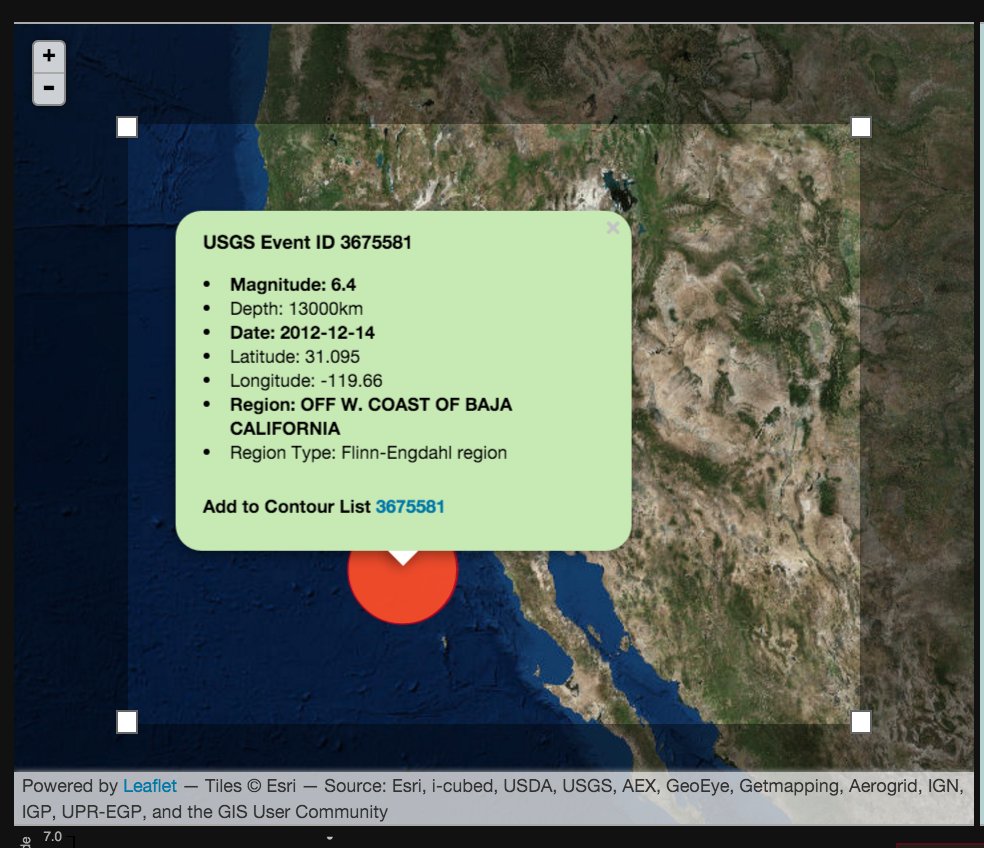 +
-
×
USGS Event ID 3675581
• Magnitude: 6.4
• Depth: 13000km
• Date: 2012-12-14
• Latitude: 31.095
• Longitude: -119.66
• Region: OFF W. COAST OF BAJA
CALIFORNIA
• Region Type: Flinn-Engdahl region
Add to Contour List 3675581
Powered by Leaflet — Tiles © Esri — Source: Esri, i-cubed, USDA, USGS, AEX, GeoEye, Getmapping, Aerogrid, IGN,
IGP, UPR-EGP, and the GIS User Community
7.0